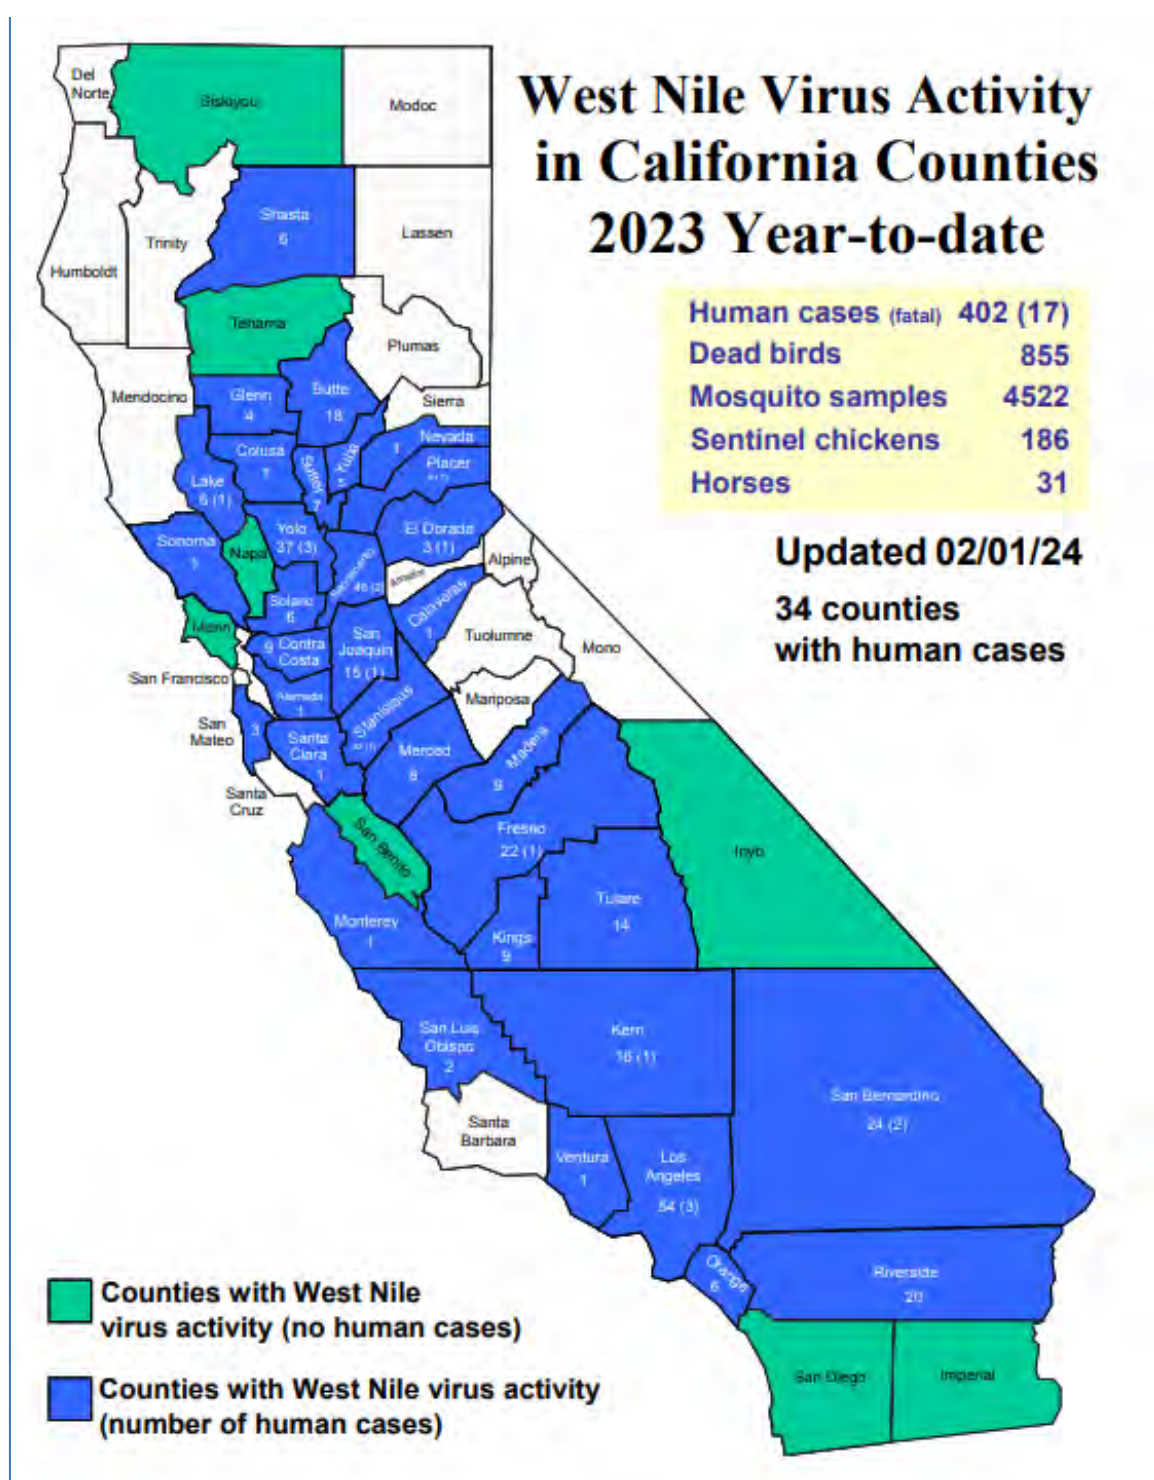 West Nile Virus Activity
in California Counties
2023 Year-to-date
Human cases (fatal) 402 (17)
Dead birds 855
Mosquito samples 4522
Sentinel chickens 186
Horses 31
Updated 02/01/24
34 counties
with human cases
Del
Norte
Siskiyou
Modoc
Shasta
6
Trinity
Lassen
Humboldt
Tehama
Plumas
Mendocino
Glenn
4
Butte
18
Sierra
Nevada
1
Colusa
Sutter
7
Yuba
Placer
Lake
6 (1)
Sonoma
Napa
Yolo
37 (3)
Sacramento
El Dorado
3 (1)
Amador
Alpine
Solano
6
Calaveras
1
Marin
9 Contra
Costa
San
Joaquin
15 (1)
Tuolumne
Mono
San Francisco
Alameda
1
Stanislaus
Mariposa
San
Mateo
3
Santa
Clara
1
Merced
8
Madera
9
Santa
Cruz
San Benito
Fresno
22 (1)
Inyo
Monterey
1
Kings
9
Tulare
14
San Luis
Obispo
2
Kern
16 (1)
San Bernardino
24 (2)
Santa
Barbara
Ventura
1
Los
Angeles
54 (3)
Orange
6
Riverside
20
San Diego
Imperial
Counties with West Nile
virus activity (no human cases)
Counties with West Nile virus activity
(number of human cases)